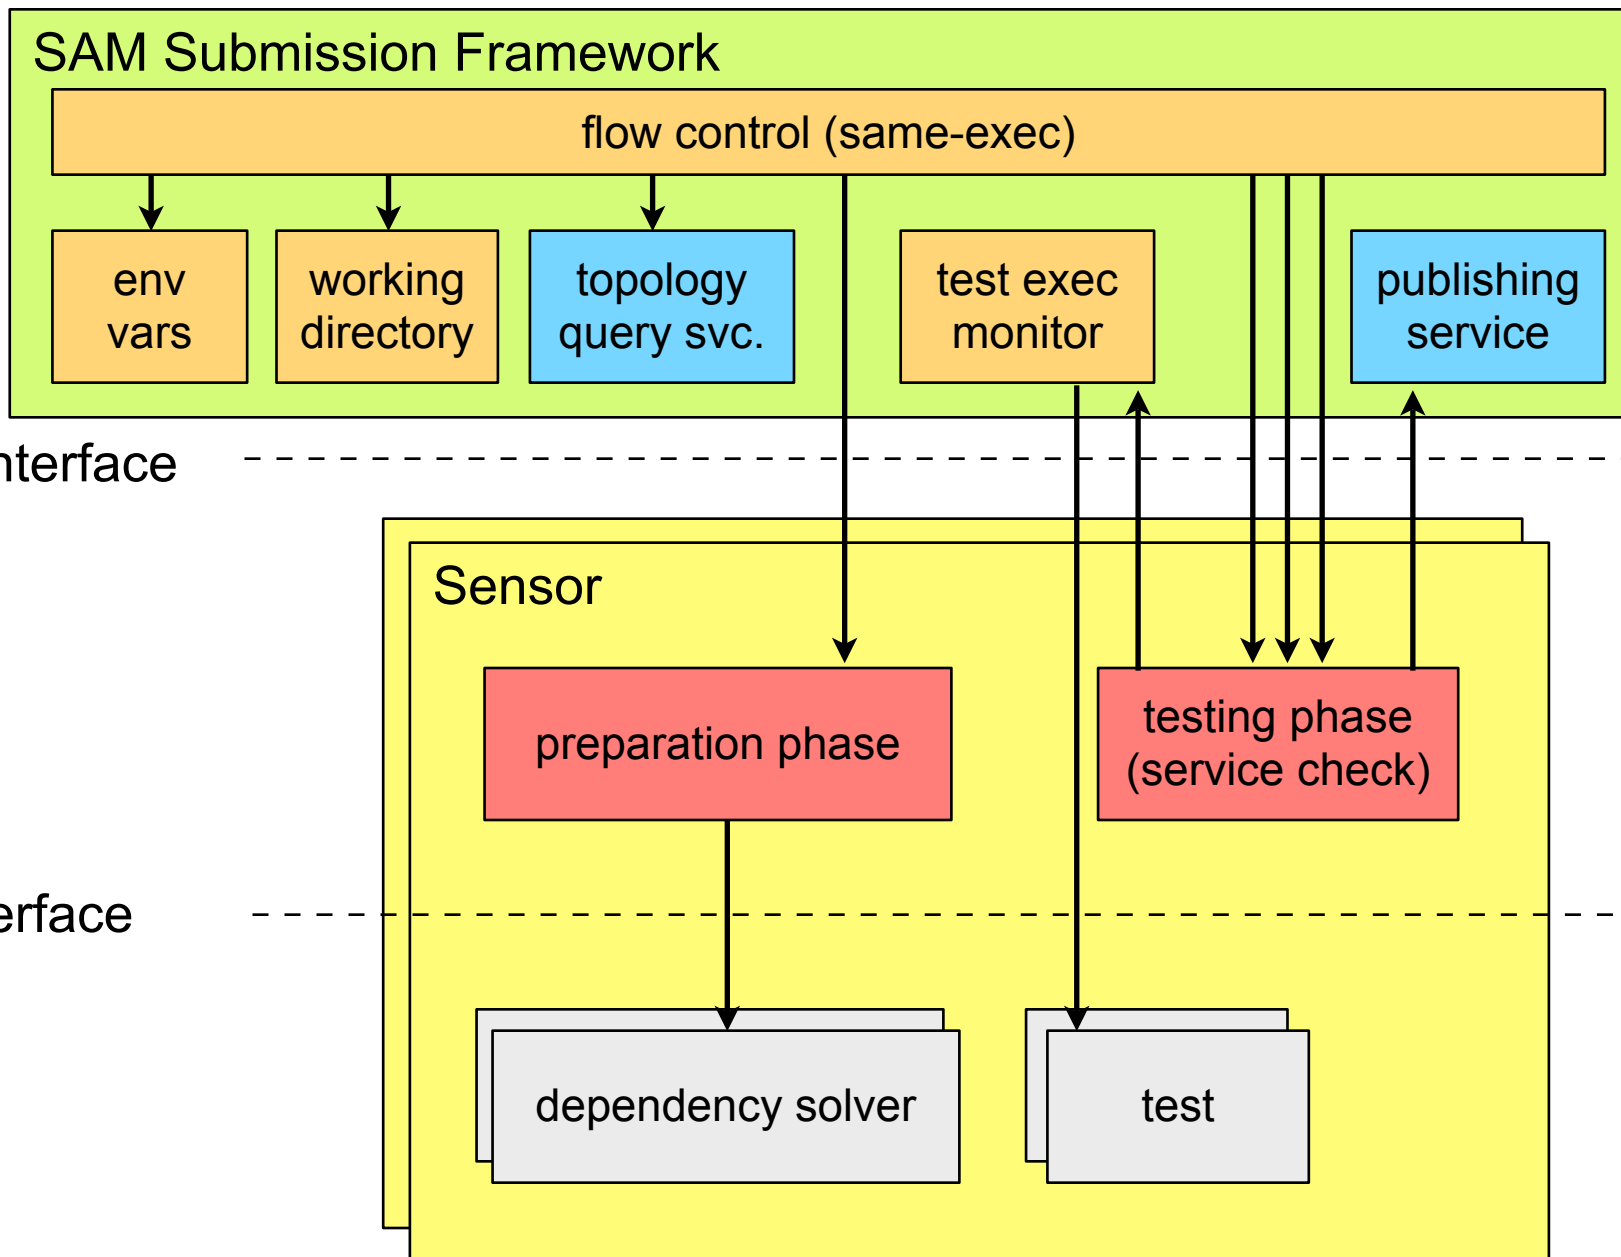 SAM Submission Framework
flow control (same-exec)
env
vars
working
directory
topology
query svc.
test exec
monitor
publishing
service
nterface
Sensor
preparation phase
testing phase
(service check)
erface
dependency solver
test